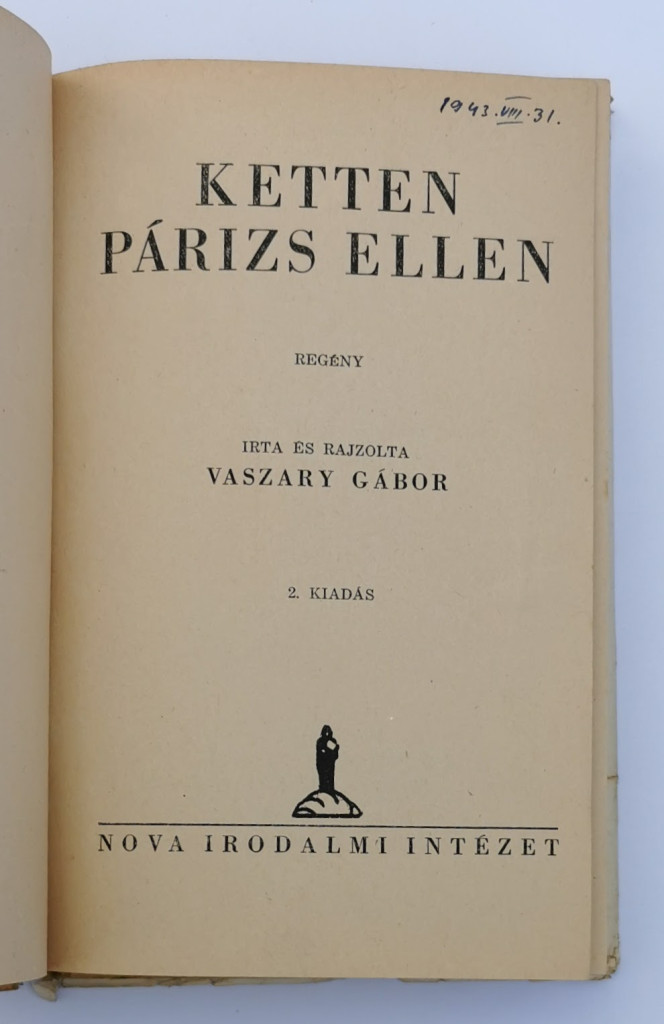 1943.VIII.31.
KETTEN
PÁRIZS ELLEN
REGÉNY
IRTA ÉS RAJZOLTA
VASZARY GÁBOR
2. KIADÁS
NOVA IRODALMI INTÉZET